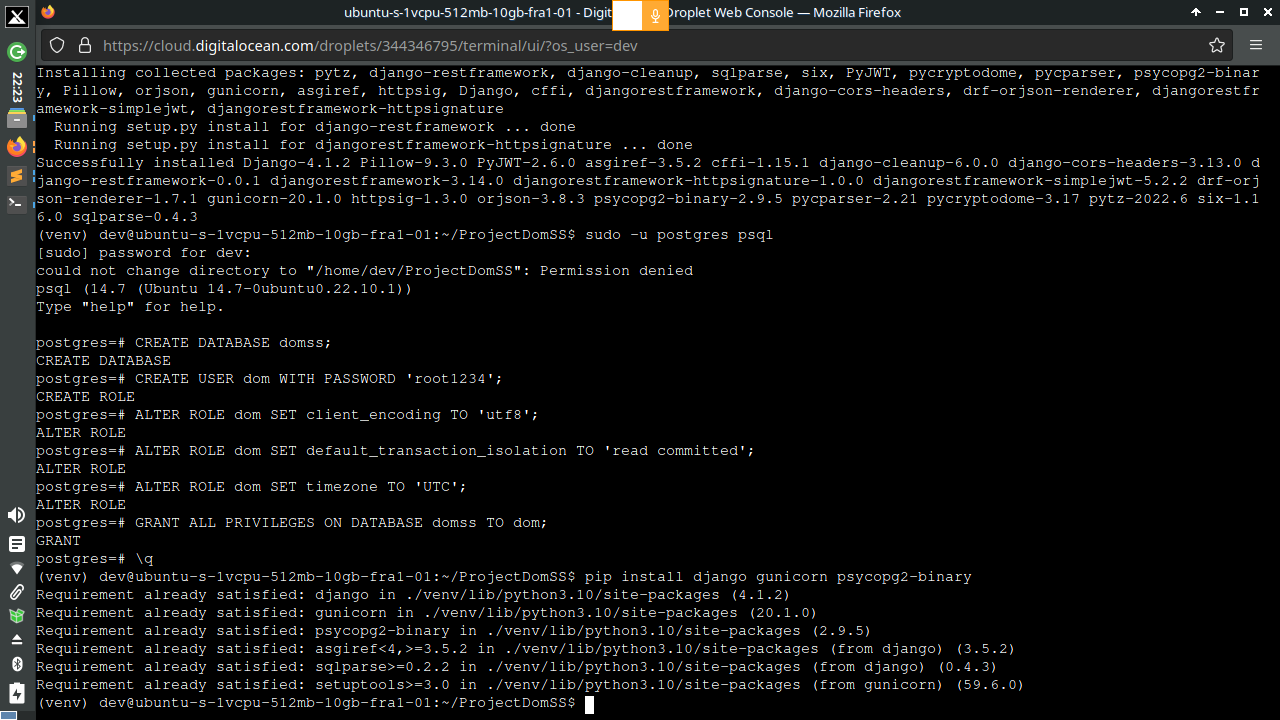 ubuntu-s-1vcpu-512mb-10gb-fra1-01 - Digit
Droplet Web Console — Mozilla Firefox
https://cloud.digitalocean.com/droplets/344346795/terminal/ui/?os_user=dev
22:23
Installing collected packages: pytz, django-restframework, django-cleanup, sqlparse, six, PyJWT, pycryptodome, pycparser, psycopg2-binar
y, Pillow, orjson, gunicorn, asgiref, httpsig, Django, cffi, djangorestframework, django-cors-headers, drf-orjson-renderer, djangorestfr
amework-simplejwt, djangorestframework-httpsignature
  Running setup.py install for django-restframework ... done
  Running setup.py install for djangorestframework-httpsignature ... done
Successfully installed Django-4.1.2 Pillow-9.3.0 PyJWT-2.6.0 asgiref-3.5.2 cffi-1.15.1 django-cleanup-6.0.0 django-cors-headers-3.13.0 d
jango-restframework-0.0.1 djangorestframework-3.14.0 djangorestframework-httpsignature-1.0.0 djangorestframework-simplejwt-5.2.2 drf-orj
son-renderer-1.7.1 gunicorn-20.1.0 httpsig-1.3.0 orjson-3.8.3 psycopg2-binary-2.9.5 pycparser-2.21 pycryptodome-3.17 pytz-2022.6 six-1.1
6.0 sqlparse-0.4.3
(venv) dev@ubuntu-s-1vcpu-512mb-10gb-fra1-01:~/ProjectDomSS$ sudo -u postgres psql
[sudo] password for dev:
could not change directory to "/home/dev/ProjectDomSS": Permission denied
psql (14.7 (Ubuntu 14.7-0ubuntu0.22.10.1))
Type "help" for help.
postgres=# CREATE DATABASE domss;
CREATE DATABASE
postgres=# CREATE USER dom WITH PASSWORD 'root1234';
CREATE ROLE
postgres=# ALTER ROLE dom SET client_encoding TO 'utf8';
ALTER ROLE
postgres=# ALTER ROLE dom SET default_transaction_isolation TO 'read committed';
ALTER ROLE
postgres=# ALTER ROLE dom SET timezone TO 'UTC';
ALTER ROLE
postgres=# GRANT ALL PRIVILEGES ON DATABASE domss TO dom;
GRANT
postgres=# \q
(venv) dev@ubuntu-s-1vcpu-512mb-10gb-fra1-01:~/ProjectDomSS$ pip install django gunicorn psycopg2-binary
Requirement already satisfied: django in ./venv/lib/python3.10/site-packages (4.1.2)
Requirement already satisfied: gunicorn in ./venv/lib/python3.10/site-packages (20.1.0)
Requirement already satisfied: psycopg2-binary in ./venv/lib/python3.10/site-packages (2.9.5)
Requirement already satisfied: asgiref<4,>=3.5.2 in ./venv/lib/python3.10/site-packages (from django) (3.5.2)
Requirement already satisfied: sqlparse>=0.2.2 in ./venv/lib/python3.10/site-packages (from django) (0.4.3)
Requirement already satisfied: setuptools>=3.0 in ./venv/lib/python3.10/site-packages (from gunicorn) (59.6.0)
(venv) dev@ubuntu-s-1vcpu-512mb-10gb-fra1-01:~/ProjectDomSS$